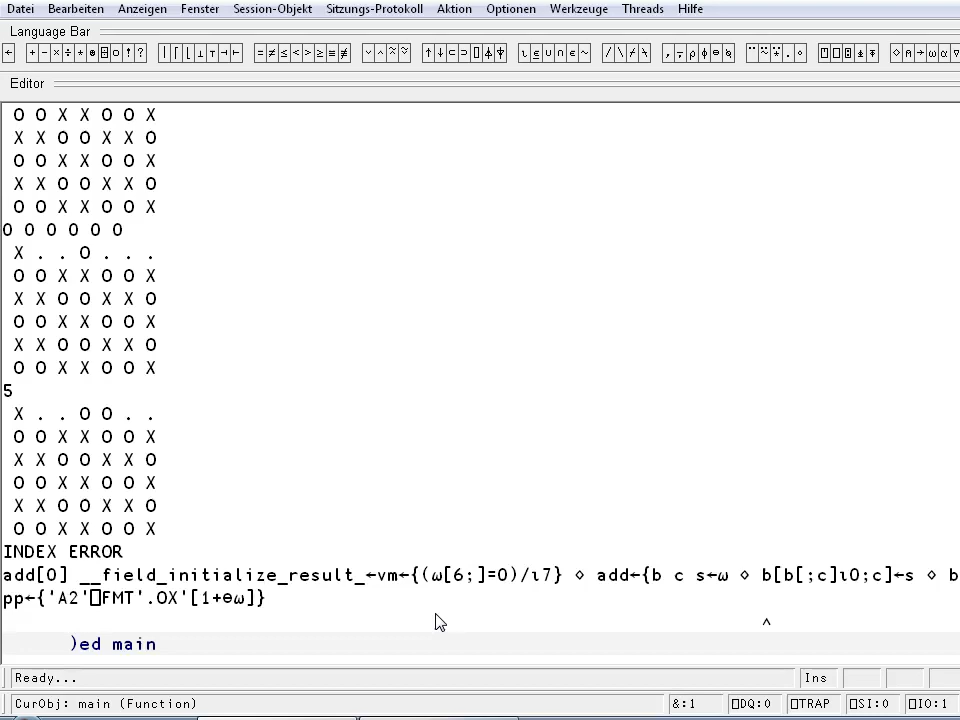 Datei Bearbeiten Anzeigen Fenster Session-Objekt Sitzungs-Protokoll Aktion Optionen Werkzeuge Threads Hilfe
Language Bar
Editor
O O X X O O X
X X O O X X O
O O X X O O X
X X O O X X O
O O X X O O X
0 0 0 0 0 0
X . . O . . .
O O X X O O X
X X O O X X O
O O X X O O X
X X O O X X O
O O X X O O X
5
X . . O O . .
O O X X O O X
X X O O X X O
O O X X O O X
X X O O X X O
O O X X O O X
INDEX ERROR
add[0] __field_initialize_result_←vm←{(⍵[6;]=0)/⍳7} ⋄ add←{b c s←⍵ ⋄ b[b[;c]⍳0;c]←s ⋄ b
pp←{'A2'⎕FMT'.OX'[1+⊖⍵]}
^
)ed main
Ready... Ins
CurObj: main (Function) &:1 ⎕DQ:0 ⎕TRAP ⎕SI:0 ⎕IO:1